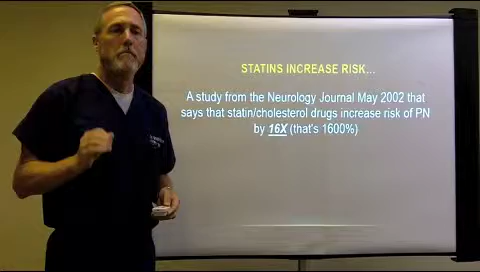 STATINS INCREASE RISK...
A study from the Neurology Journal May 2002 that
says that statin/cholesterol drugs increase risk of PN
by 16X (that's 1600%)